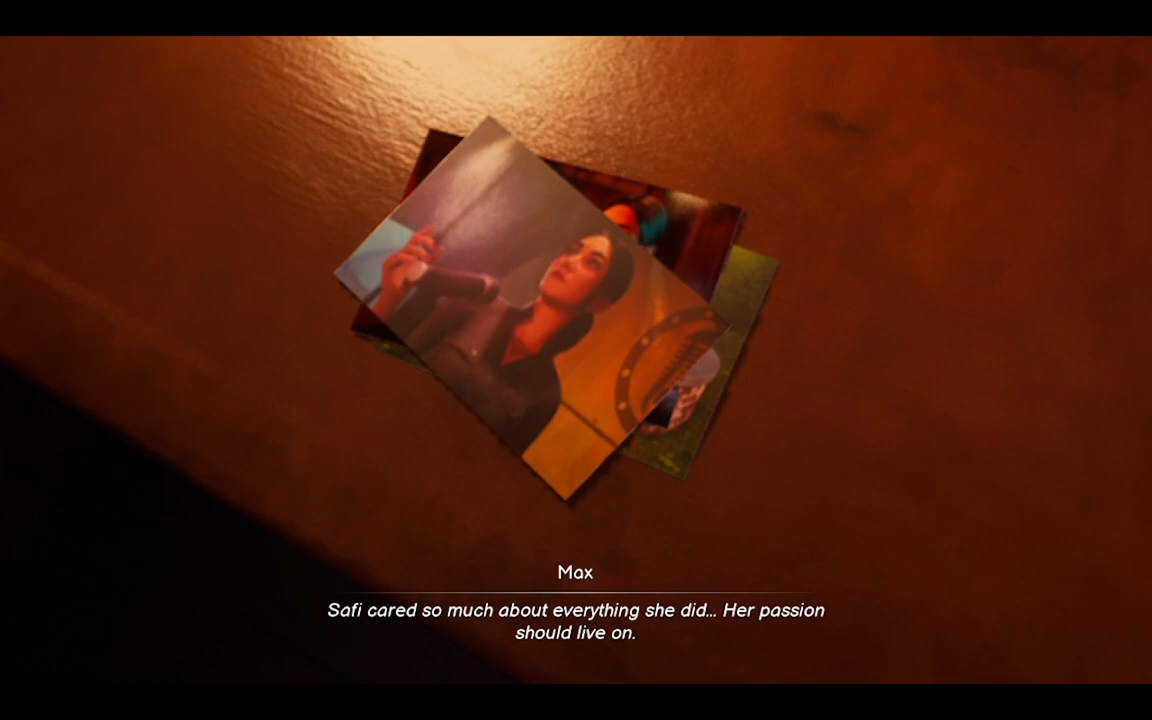 Max
Safi cared so much about everything she did... Her passion
should live on.